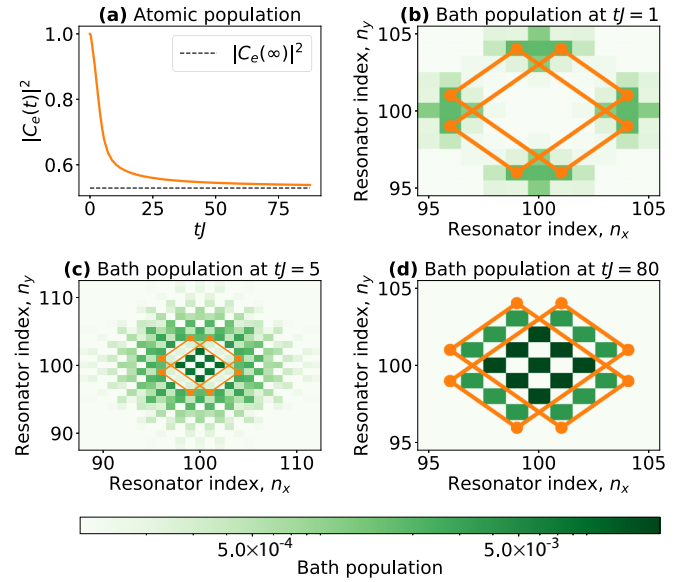 (a) Atomic population
|Cₑ(t)|²
1.0
0.8
0.6
|Cₑ(∞)|²
0 25 50 75
tJ
(b) Bath population at tJ = 1
Resonator index, n_y
105
100
95
95 100 105
Resonator index, n_x
(c) Bath population at tJ = 5
Resonator index, n_y
110
100
90
90 100 110
Resonator index, n_x
(d) Bath population at tJ = 80
Resonator index, n_y
105
100
95
95 100 105
Resonator index, n_x
5.0×10⁻⁴ 5.0×10⁻³
Bath population